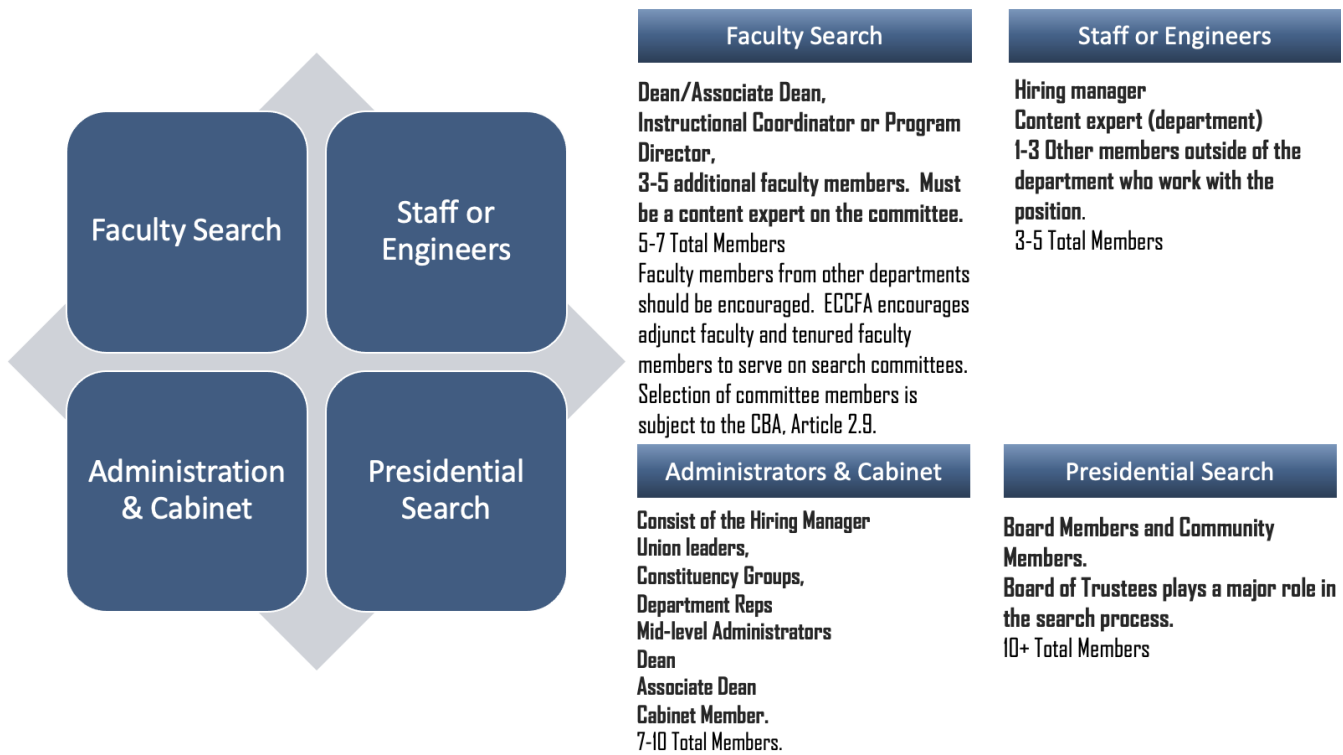 Faculty Search
Staff or
Engineers
Administration
& Cabinet
Presidential
Search
Faculty Search
Dean/Associate Dean,
Instructional Coordinator or Program
Director,
3-5 additional faculty members.  Must
be a content expert on the committee.
5-7 Total Members
Faculty members from other departments
should be encouraged.  ECCFA encourages
adjunct faculty and tenured faculty
members to serve on search committees.
Selection of committee members is
subject to the CBA, Article 2.9.
Staff or Engineers
Hiring manager
Content expert (department)
1-3 Other members outside of the
department who work with the
position.
3-5 Total Members
Administrators & Cabinet
Consist of the Hiring Manager
Union leaders,
Constituency Groups,
Department Reps
Mid-level Administrators
Dean
Associate Dean
Cabinet Member.
7-10 Total Members.
Presidential Search
Board Members and Community
Members.
Board of Trustees plays a major role in
the search process.
10+ Total Members